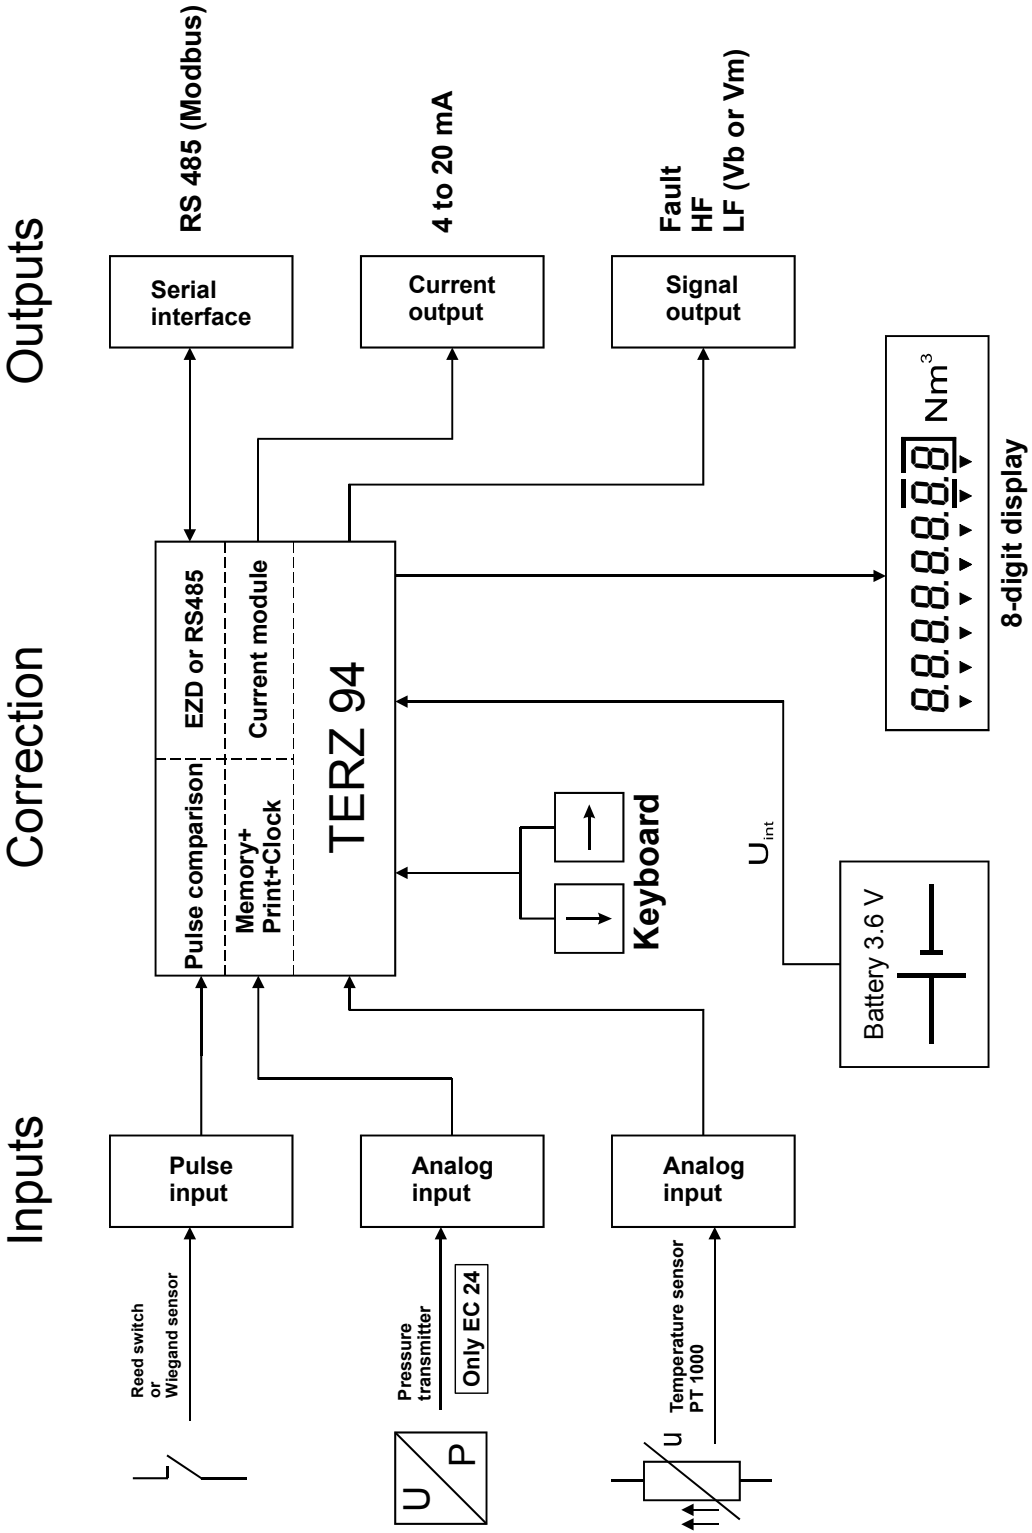 Inputs
Correction
Outputs
Reed switch
or
Wiegand sensor
Pulse
input
Pulse comparison
EZD or RS485
Serial
interface
RS 485 (Modbus)
U
P
Pressure
transmitter
Only EC 24
Analog
input
Memory+
Print+Clock
Current module
Current
output
4 to 20 mA
TERZ 94
u
Temperature sensor
PT 1000
Analog
input
Signal
output
Fault
HF
LF (Vb or Vm)
Keyboard
Uint
Battery 3.6 V
8.8.8.8.8.8.8.8 Nm³
8-digit display